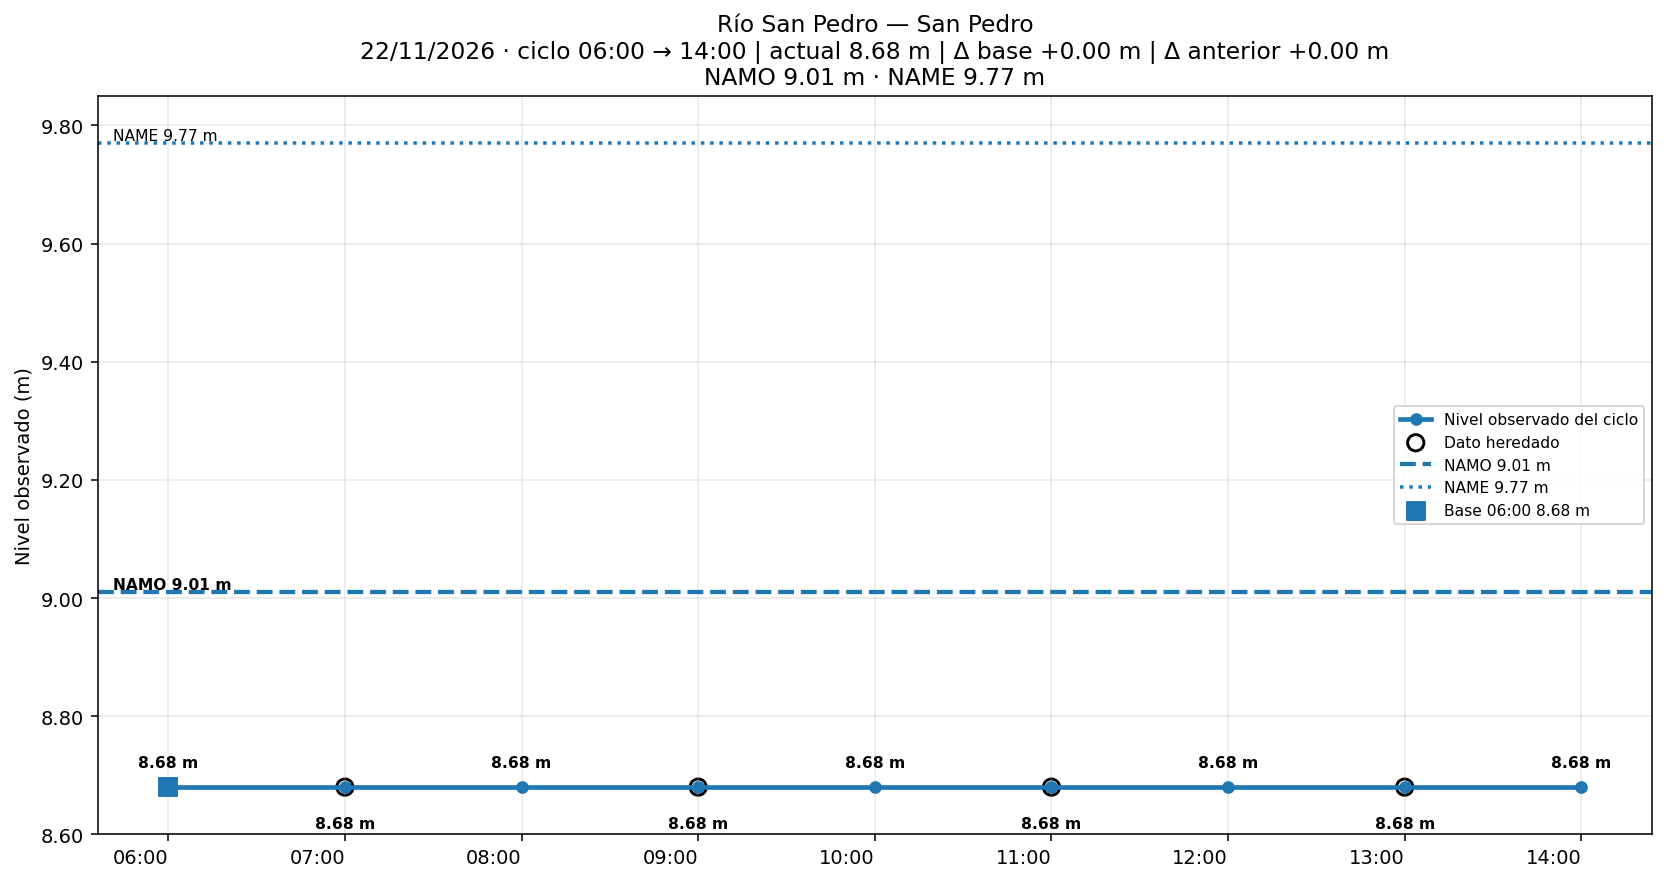 Río San Pedro — San Pedro
22/11/2026 · ciclo 06:00 → 14:00 | actual 8.68 m | Δ base +0.00 m | Δ anterior +0.00 m
NAMO 9.01 m · NAME 9.77 m
Nivel observado (m)
9.80
9.60
9.40
9.20
9.00
8.80
8.60
NAME 9.77 m
Nivel observado del ciclo
Dato heredado
NAMO 9.01 m
NAME 9.77 m
Base 06:00 8.68 m
NAMO 9.01 m
8.68 m 8.68 m 8.68 m 8.68 m 8.68 m
8.68 m 8.68 m 8.68 m 8.68 m
06:00 07:00 08:00 09:00 10:00 11:00 12:00 13:00 14:00